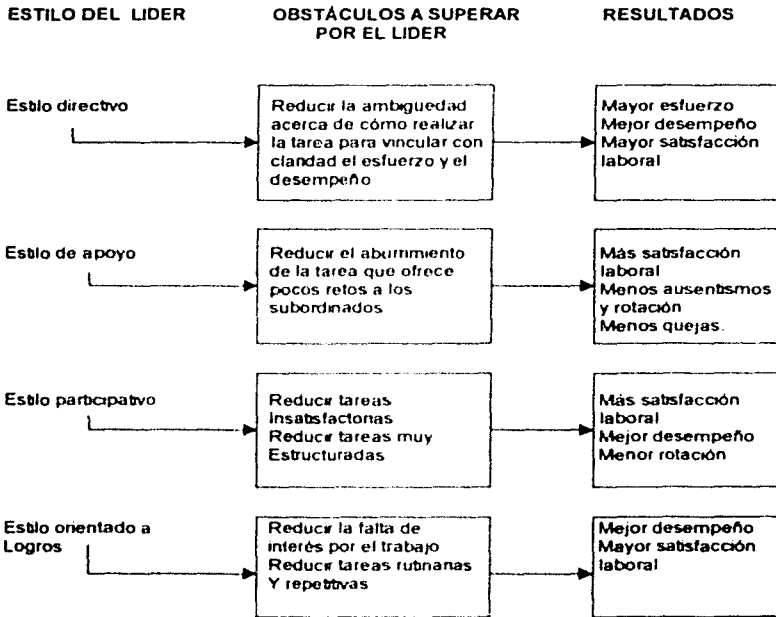 ESTILO DEL LIDER
OBSTÁCULOS A SUPERAR
POR EL LIDER
RESULTADOS
Estilo directivo
Reducir la ambiguedad
acerca de cómo realizar
la tarea para vincular con
claridad el esfuerzo y el
desempeño
Mayor esfuerzo
Mejor desempeño
Mayor satisfacción
laboral
Estilo de apoyo
Reducir el aburrimiento
de la tarea que ofrece
pocos retos a los
subordinados
Más satisfacción
laboral
Menos ausentismos
y rotación
Menos quejas.
Estilo participativo
Reducir tareas
Insatisfactorias
Reducir tareas muy
Estructuradas
Más satisfacción
laboral
Mejor desempeño
Menor rotación
Estilo orientado a
Logros
Reducir la falta de
interés por el trabajo
Reducir tareas rutinarias
Y repetitivas
Mejor desempeño
Mayor satisfacción
laboral